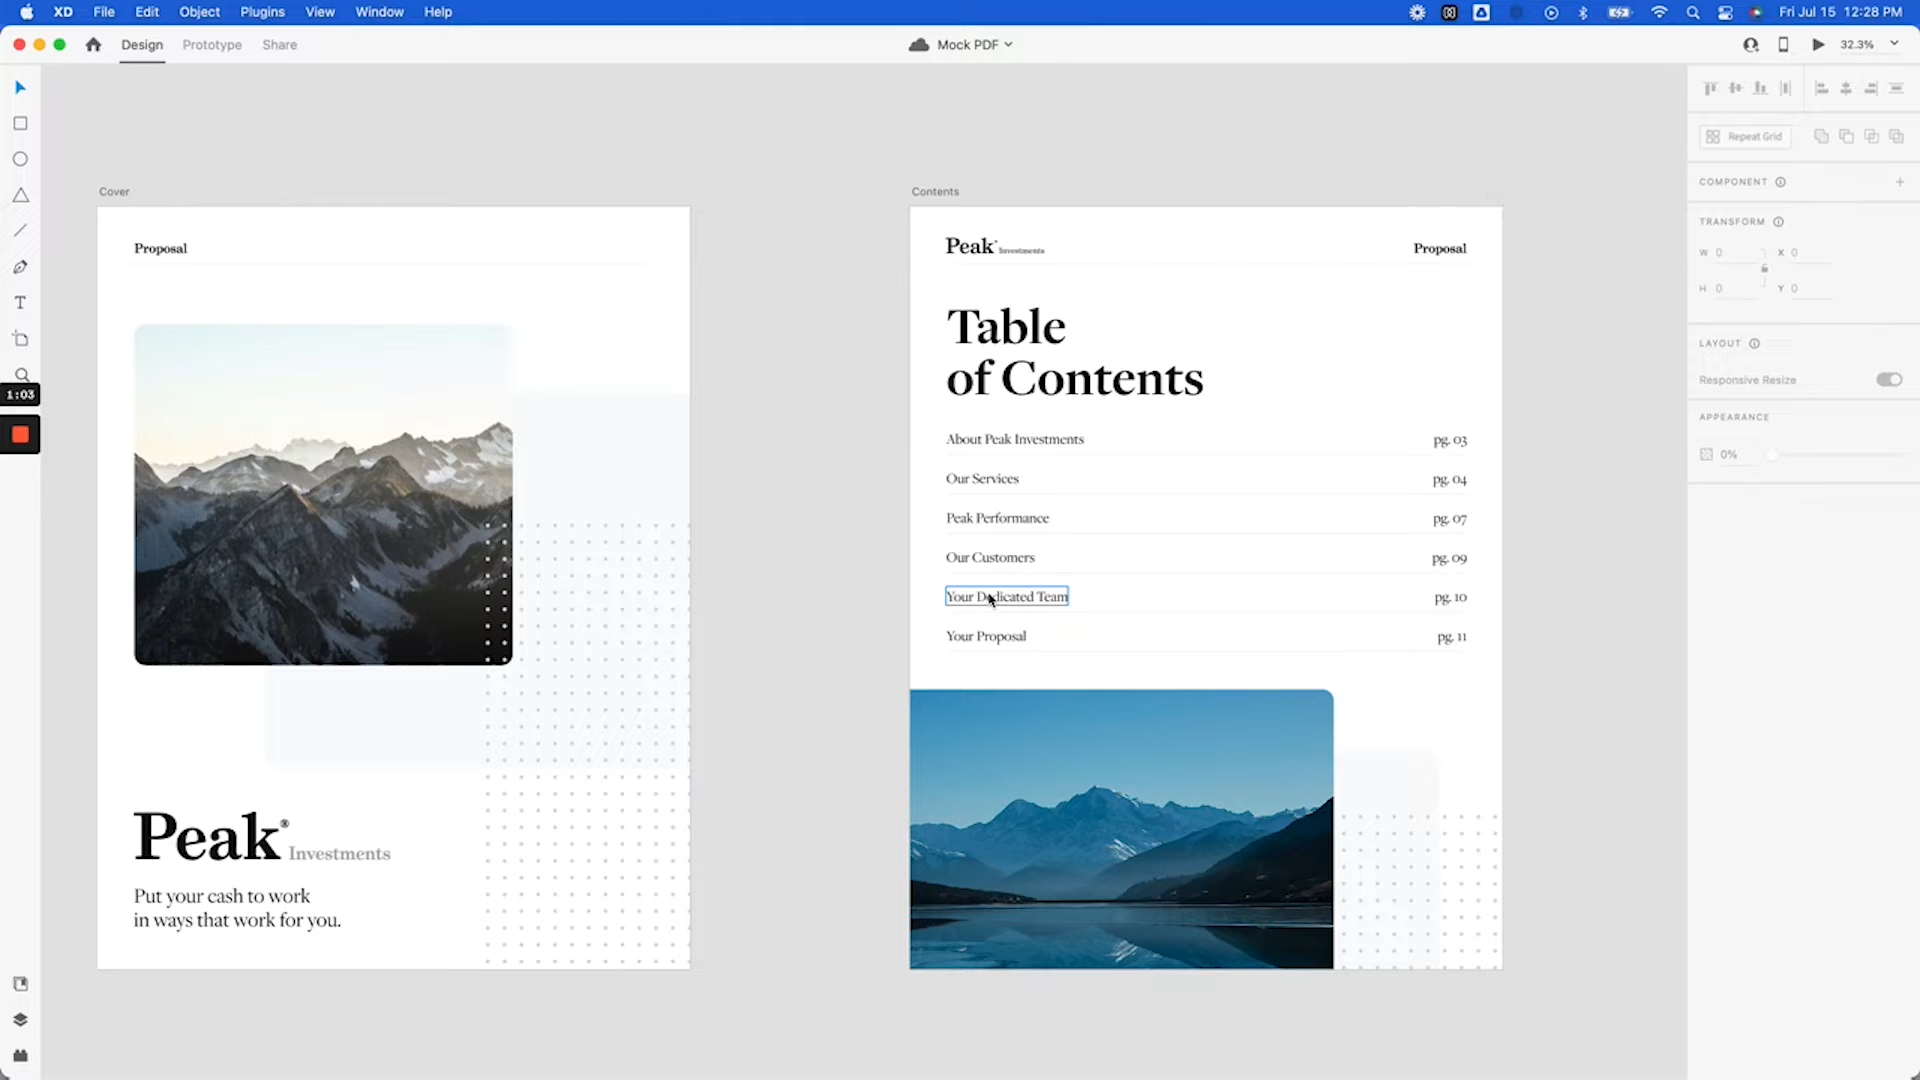 XD File Edit Object Plugins View Window Help
Fri Jul 15 12:28 PM
Design Prototype Share
Mock PDF
32.3%
Repeat Grid
COMPONENT
TRANSFORM
W 0 X 0
H 0 Y 0
LAYOUT
Responsive Resize
APPEARANCE
0%
1:03
Cover
Proposal
Peak® Investments
Put your cash to work
in ways that work for you.
Contents
Peak Investments
Proposal
Table
of Contents
About Peak Investments pg. 03
Our Services pg. 04
Peak Performance pg. 07
Our Customers pg. 09
Your Dedicated Team pg. 10
Your Proposal pg. 11